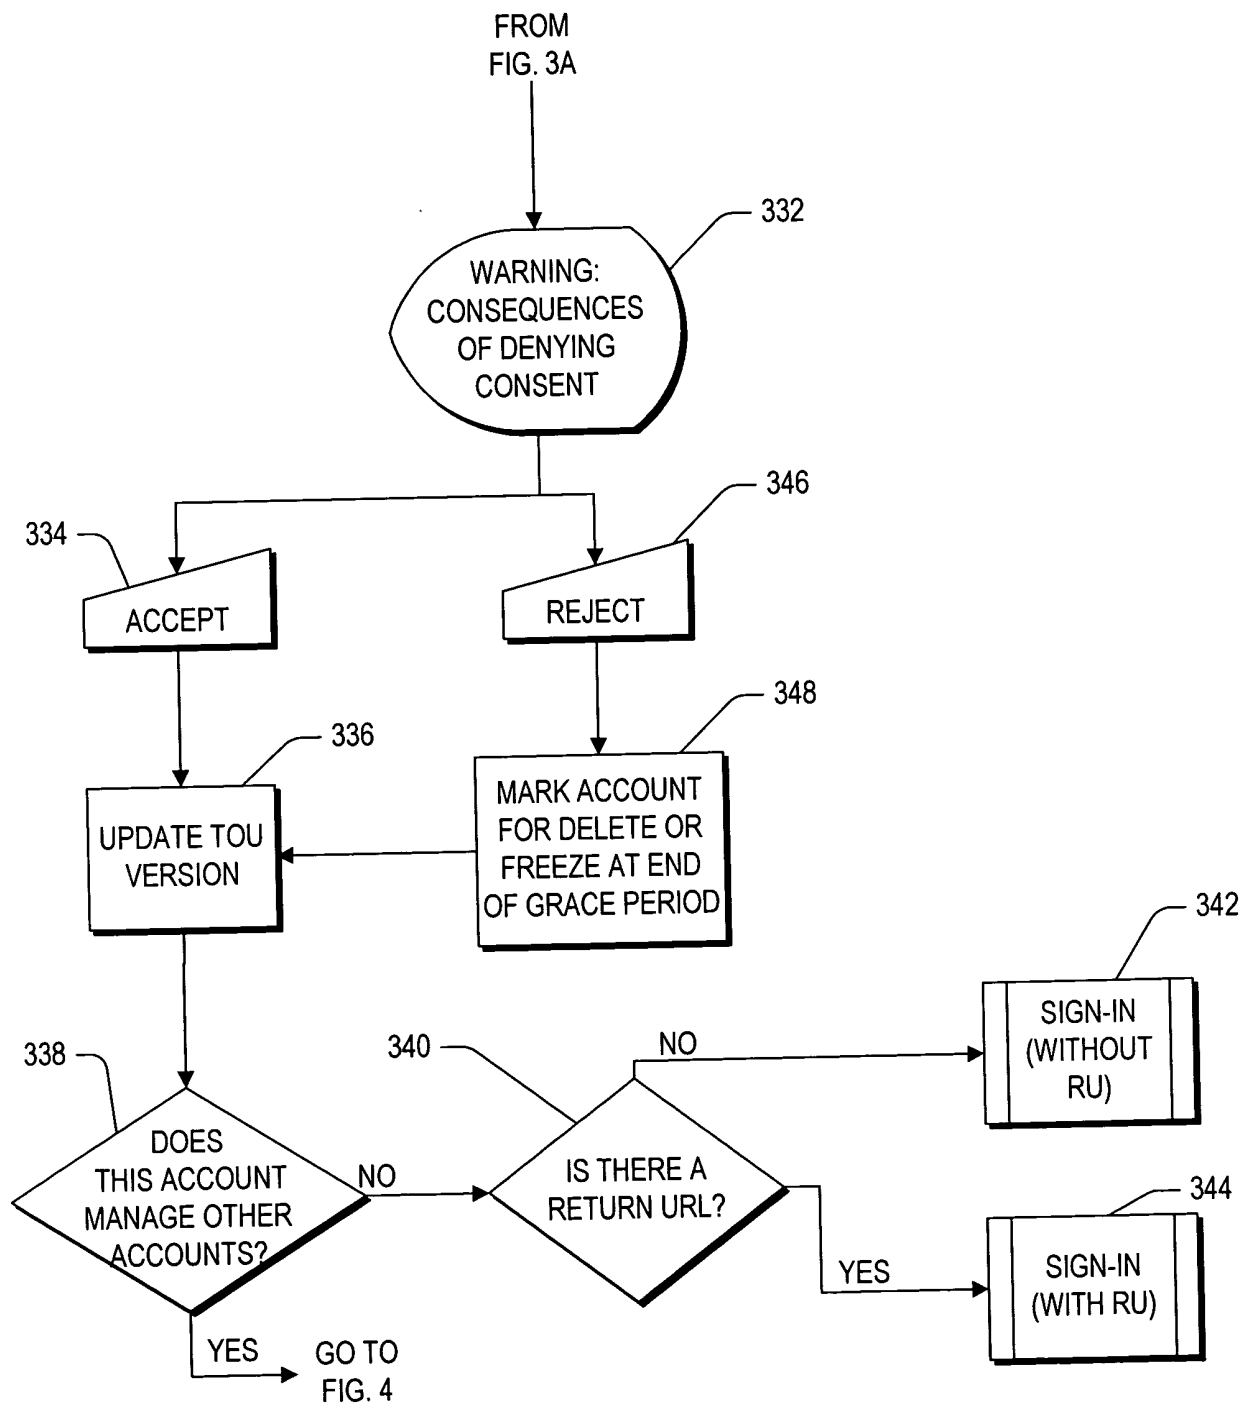 FROM
FIG. 3A
332
WARNING:
CONSEQUENCES
OF DENYING
CONSENT
346
334
ACCEPT
REJECT
348
336
MARK ACCOUNT
FOR DELETE OR
FREEZE AT END
OF GRACE PERIOD
UPDATE TOU
VERSION
342
SIGN-IN
(WITHOUT
RU)
338
340
NO
DOES
THIS ACCOUNT
MANAGE OTHER
ACCOUNTS?
NO
IS THERE A
RETURN URL?
344
YES
SIGN-IN
(WITH RU)
YES
GO TO
FIG. 4